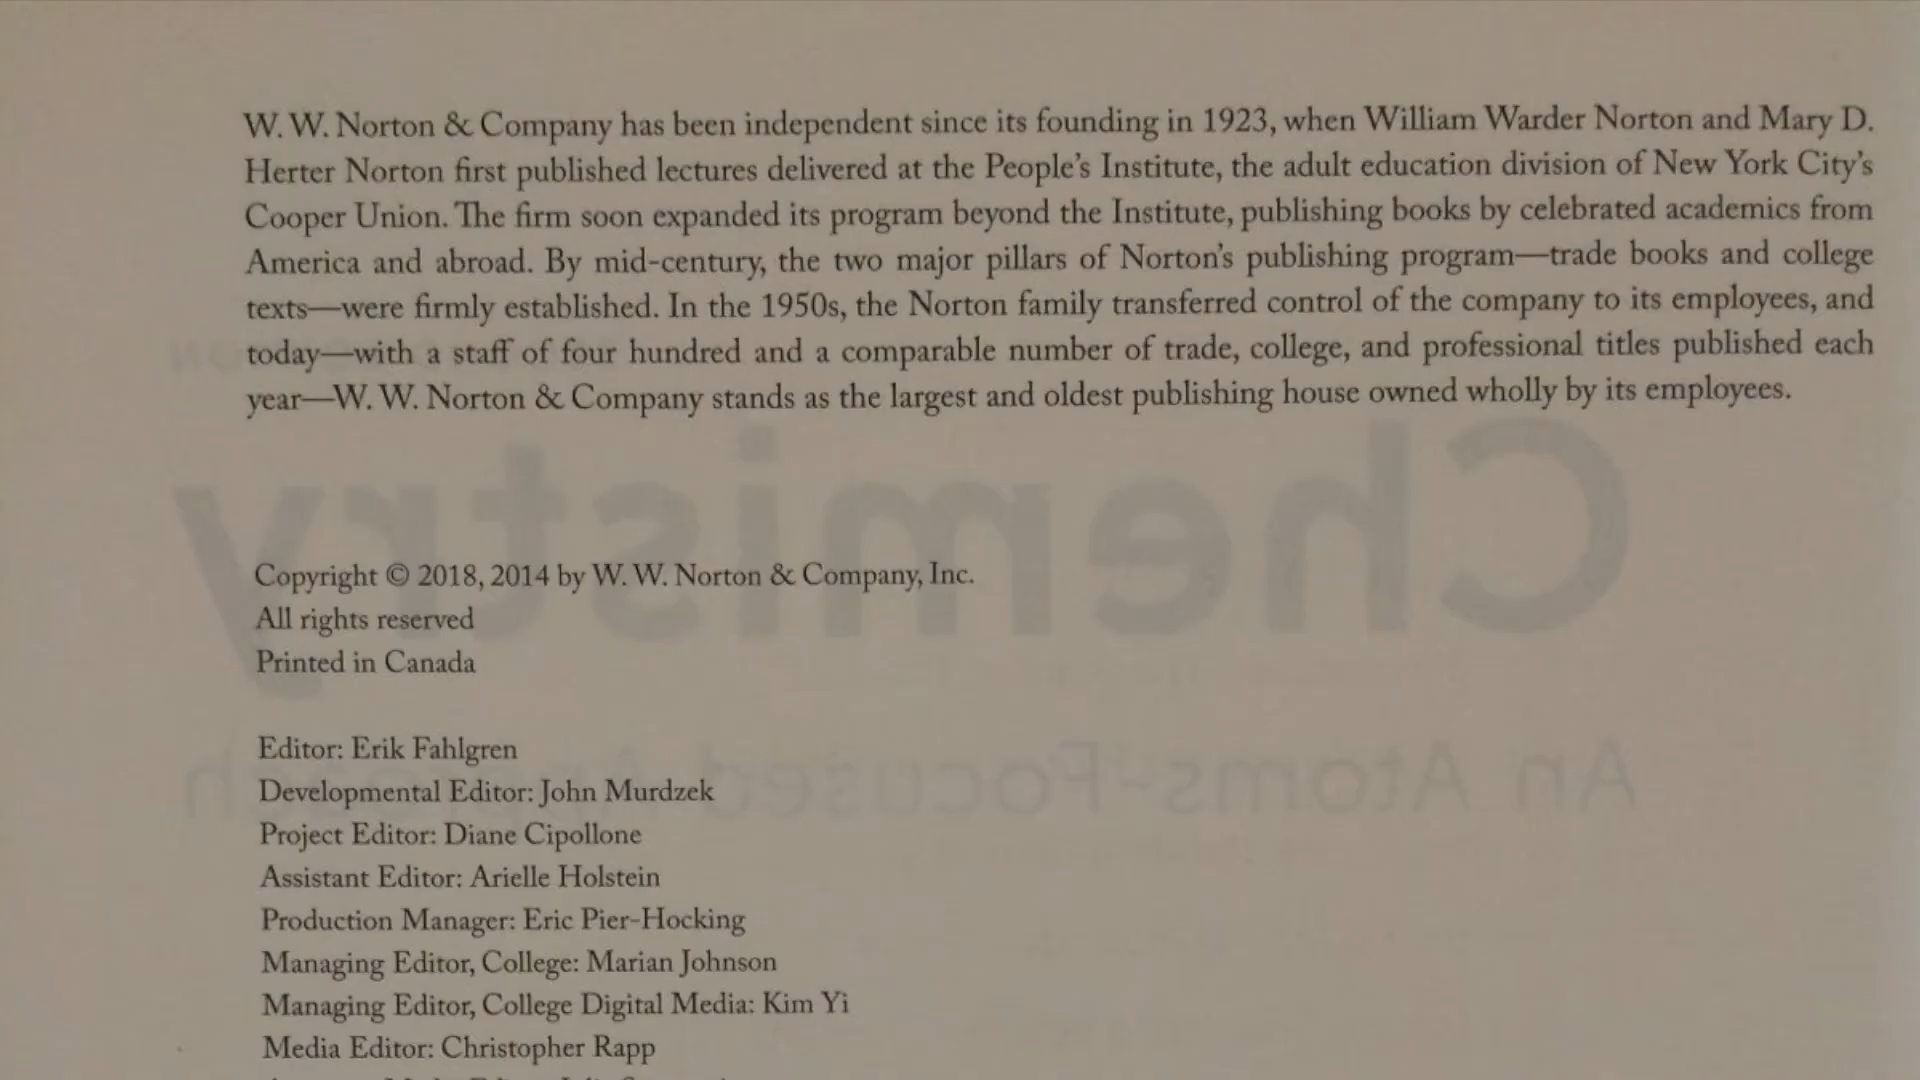 W. W. Norton & Company has been independent since its founding in 1923, when William Warder Norton and Mary D.
Herter Norton first published lectures delivered at the People's Institute, the adult education division of New York City's
Cooper Union. The firm soon expanded its program beyond the Institute, publishing books by celebrated academics from
America and abroad. By mid-century, the two major pillars of Norton's publishing program—trade books and college
texts—were firmly established. In the 1950s, the Norton family transferred control of the company to its employees, and
today—with a staff of four hundred and a comparable number of trade, college, and professional titles published each
year—W. W. Norton & Company stands as the largest and oldest publishing house owned wholly by its employees.
Chemistry
Copyright © 2018, 2014 by W. W. Norton & Company, Inc.
All rights reserved
Printed in Canada
An Atoms-Focused Approach
Editor: Erik Fahlgren
Developmental Editor: John Murdzek
Project Editor: Diane Cipollone
Assistant Editor: Arielle Holstein
Production Manager: Eric Pier-Hocking
Managing Editor, College: Marian Johnson
Managing Editor, College Digital Media: Kim Yi
Media Editor: Christopher Rapp